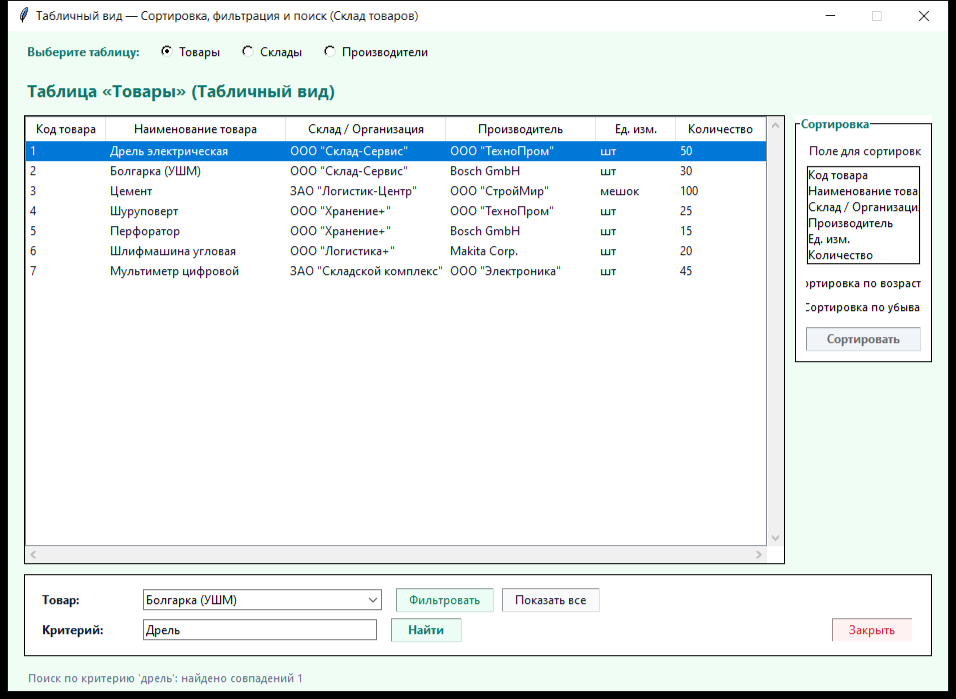 Табличный вид — Сортировка, фильтрация и поиск (Склад товаров)
Выберите таблицу: Товары Склады Производители
Таблица «Товары» (Табличный вид)
Код товара Наименование товара Склад / Организация Производитель Ед. изм. Количество
1 Дрель электрическая ООО "Склад-Сервис" ООО "ТехноПром" шт 50
2 Болгарка (УШМ) ООО "Склад-Сервис" Bosch GmbH шт 30
3 Цемент ЗАО "Логистик-Центр" ООО "СтройМир" мешок 100
4 Шуруповерт ООО "Хранение+" ООО "ТехноПром" шт 25
5 Перфоратор ООО "Хранение+" Bosch GmbH шт 15
6 Шлифмашина угловая ООО "Логистика+" Makita Corp. шт 20
7 Мультиметр цифровой ЗАО "Складской комплекс" ООО "Электроника" шт 45
Сортировка
Поле для сортировк
Код товара
Наименование това
Склад / Организаци
Производитель
Ед. изм.
Количество
ортировка по возраст
Сортировка по убыва
Сортировать
Товар: Болгарка (УШМ) Фильтровать Показать все
Критерий: Дрель Найти Закрыть
Поиск по критерию 'дрель': найдено совпадений 1